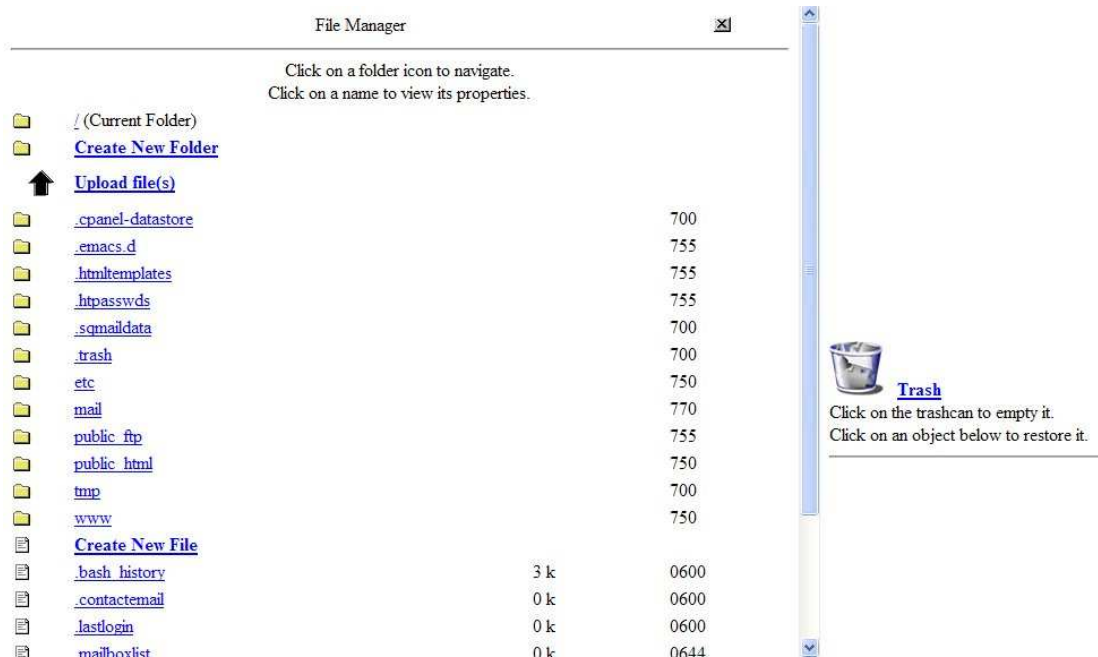 File Manager
Click on a folder icon to navigate.
Click on a name to view its properties.
/ (Current Folder)
Create New Folder
Upload file(s)
.cpanel-datastore 700
.emacs.d 755
.htmltemplates 755
.htpasswds 755
.sqmaildata 700
.trash 700
etc 750
mail 770
public_ftp 755
public_html 750
tmp 700
www 750
Create New File
.bash_history 3 k 0600
.contactemail 0 k 0600
.lastlogin 0 k 0600
.mailboxlist 0 k 0644
Trash
Click on the trashcan to empty it.
Click on an object below to restore it.